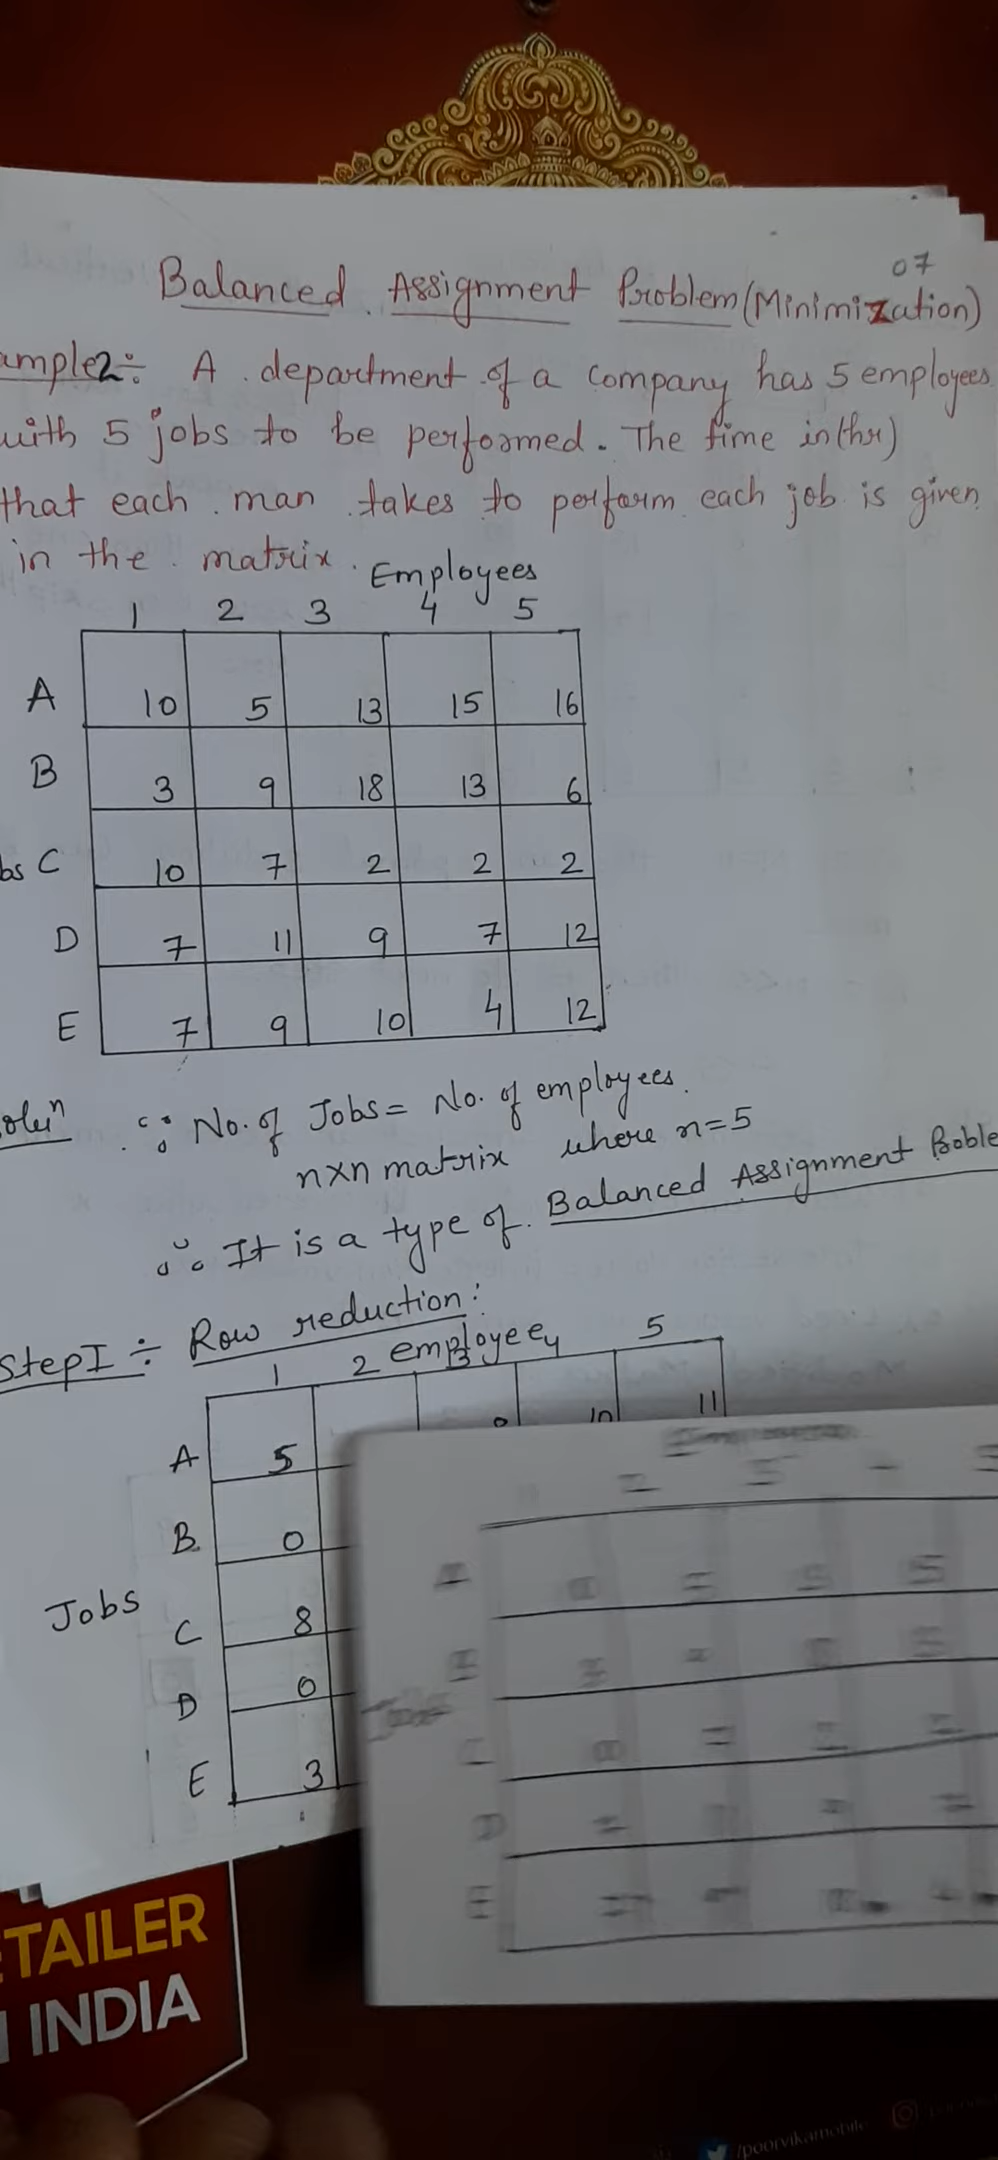 07
Balanced Assignment Problem (Minimization)
ample2÷ A department of a company has 5 employees
with 5 jobs to be performed. The time in (hr)
that each man takes to perform each job is given
in the matrix. Employees
1 2 3 4 5
A 10 5 13 15 16
B 3 9 18 13 6
bs C 10 7 2 2 2
D 7 11 9 7 12
E 7 9 10 4 12
olun ∵ No. of Jobs = No. of employees.
n×n matrix where n=5
∴ It is a type of Balanced Assignment Proble
Step I ÷ Row reduction:
employee
1 2 3 4 5
A 5 10 11
B 0
Jobs
C 8
D 0
E 3
TAILER
INDIA
/poorvikamobile